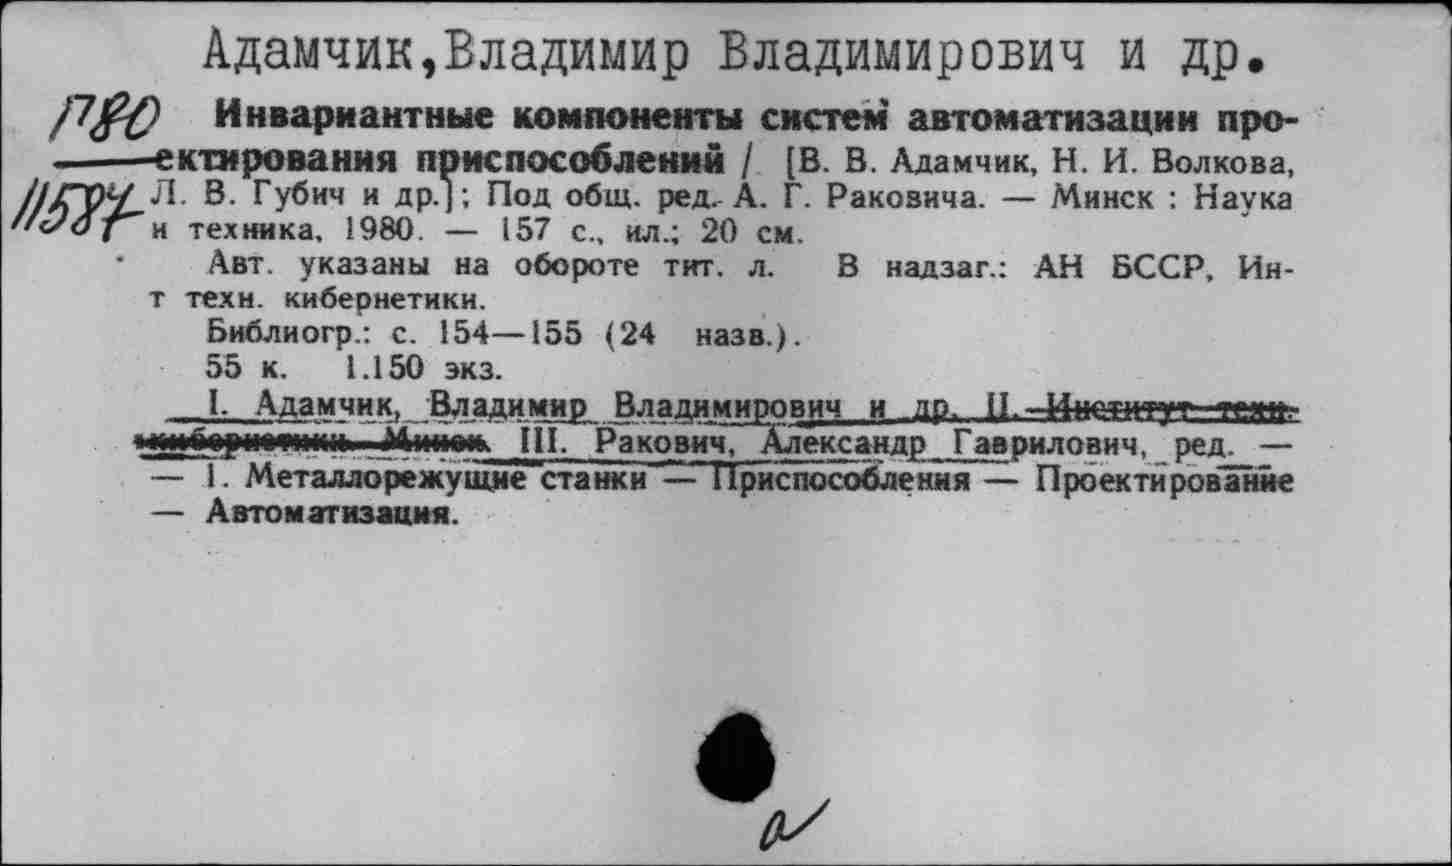 Адамчик,Владимир Владимирович и др.
П80
Инвариантные компоненты систем автоматизации про-
ектирования приспособлений / [В. В. Адамчик, Н. И. Волкова,
Л. В. Губич и др.]; Под общ. ред. А. Г. Раковича. — Минск : Наука
и техника, 1980. — 157 с., ил.; 20 см.
Авт. указаны на обороте тит. л. В надзаг.: АН БССР, Ин-
т техн. кибернетики.
Библиогр.: с. 154—155 (24 назв.).
55 к. 1.150 экз.
I. Адамчик, Владимир Владимирович и др. II. Институт техн.
кибернетики. Минск. III. Ракович, Александр Гаврилович, ред. —
— 1. Металлорежущие станки — Приспособления — Проектирование
— Автоматизация.